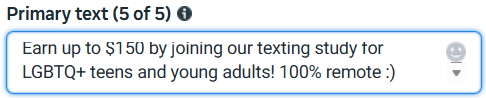 Primary text (5 of 5)
Earn up to $150 by joining our texting study for
LGBTQ+ teens and young adults! 100% remote :)